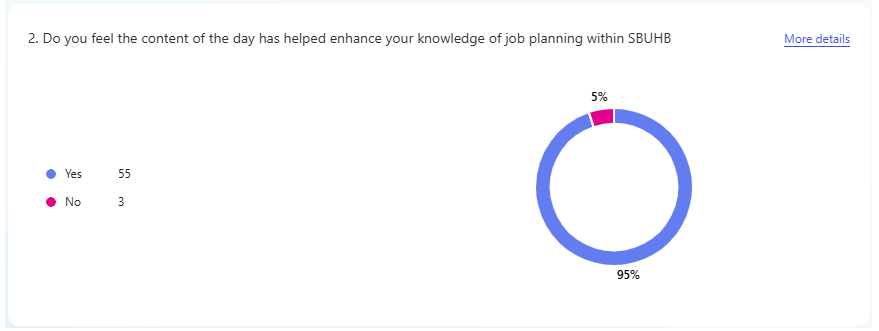 2. Do you feel the content of the day has helped enhance your knowledge of job planning within SBUHB
More details
5%
Yes 55
No 3
95%